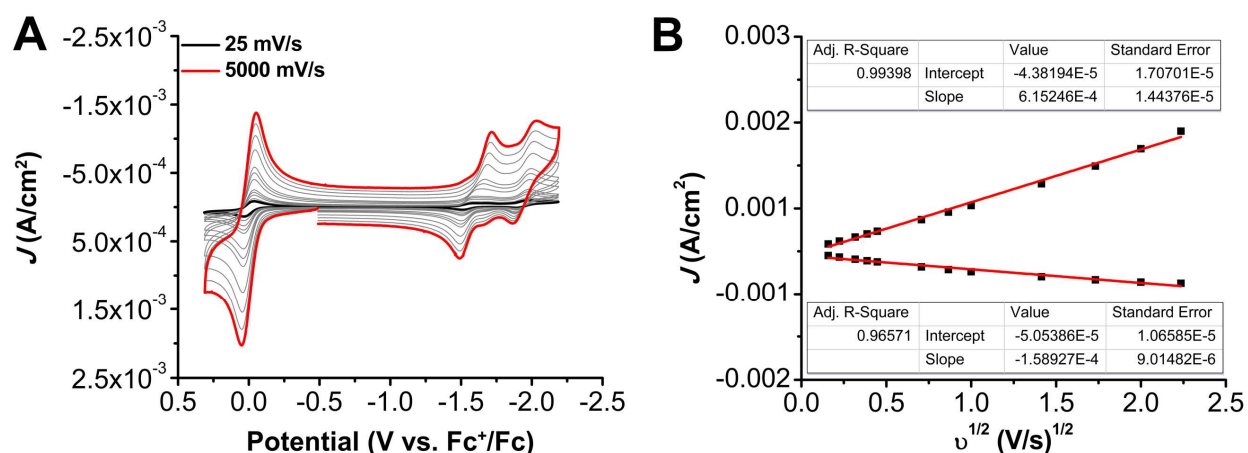 A
25 mV/s
5000 mV/s
-2.5x10⁻³
-1.5x10⁻³
-5.0x10⁻⁴
5.0x10⁻⁴
1.5x10⁻³
2.5x10⁻³
J (A/cm²)
0.5 0.0 -0.5 -1.0 -1.5 -2.0 -2.5
Potential (V vs. Fc⁺/Fc)
B
0.003
0.002
0.001
-0.001
-0.002
J (A/cm²)
Adj. R-Square Value Standard Error
0.99398 Intercept -4.38194E-5 1.70701E-5
Slope 6.15246E-4 1.44376E-5
Adj. R-Square Value Standard Error
0.96571 Intercept -5.05386E-5 1.06585E-5
Slope -1.58927E-4 9.01482E-6
0.0 0.5 1.0 1.5 2.0 2.5
υ^1/2 (V/s)^1/2